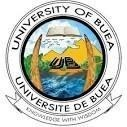 UNIVERSITY OF BUEA
UNIVERSITE DE BUEA
KNOWLEDGE WITH WISDOM